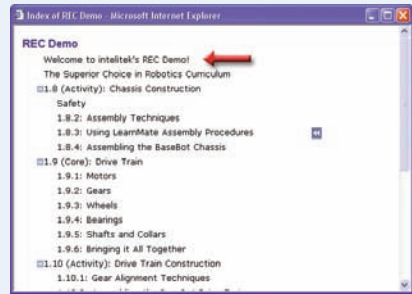 Index of REC Demo - Microsoft Internet Explorer
REC Demo
Welcome to intelitek's REC Demo!
The Superior Choice in Robotics Curriculum
1.8 (Activity): Chassis Construction
Safety
1.8.2: Assembly Techniques
1.8.3: Using LearnMate Assembly Procedures
1.8.4: Assembling the BaseBot Chassis
1.9 (Core): Drive Train
1.9.1: Motors
1.9.2: Gears
1.9.3: Wheels
1.9.4: Bearings
1.9.5: Shafts and Collars
1.9.6: Bringing it All Together
1.10 (Activity): Drive Train Construction
1.10.1: Gear Alignment Techniques